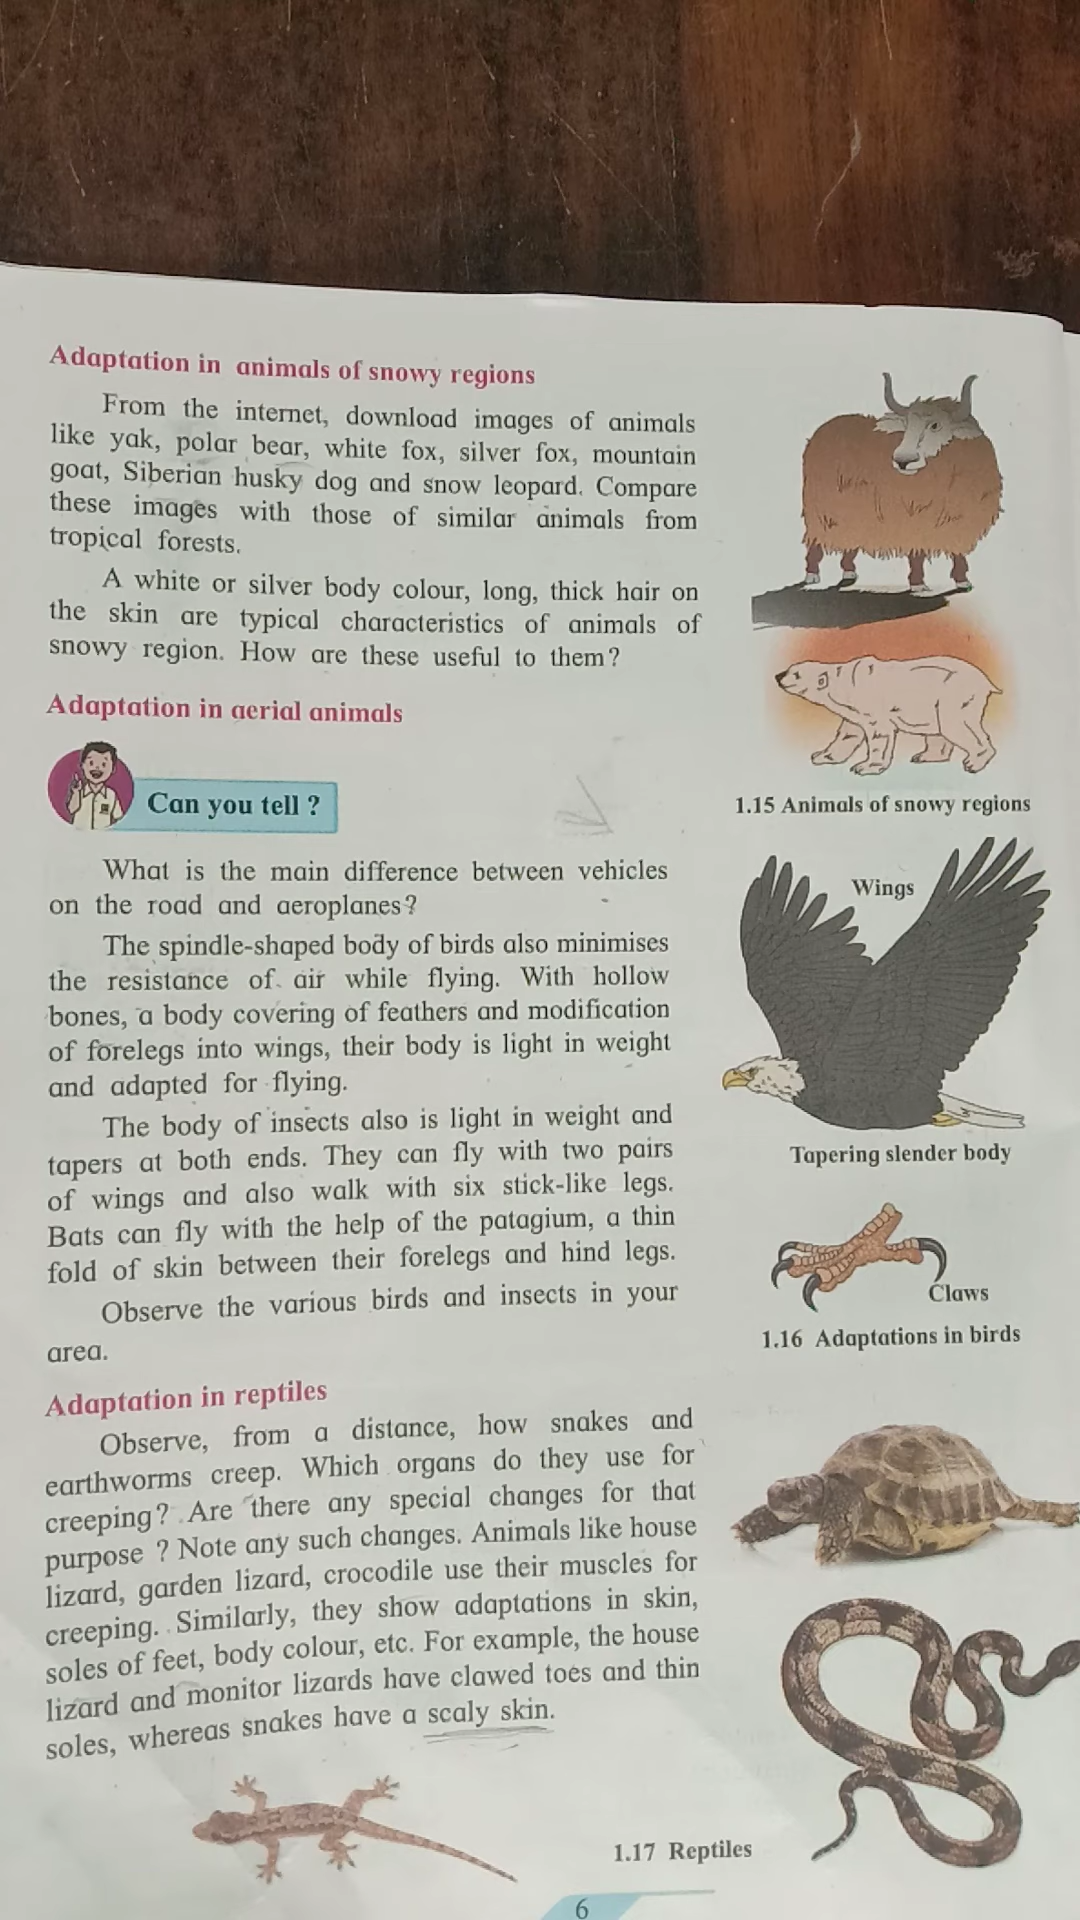 Adaptation in animals of snowy regions
From the internet, download images of animals
like yak, polar bear, white fox, silver fox, mountain
goat, Siberian husky dog and snow leopard. Compare
these images with those of similar animals from
tropical forests.
A white or silver body colour, long, thick hair on
the skin are typical characteristics of animals of
snowy region. How are these useful to them?
1.15 Animals of snowy regions
Adaptation in aerial animals
Can you tell ?
What is the main difference between vehicles
on the road and aeroplanes?
The spindle-shaped body of birds also minimises
the resistance of air while flying. With hollow
bones, a body covering of feathers and modification
of forelegs into wings, their body is light in weight
and adapted for flying.
The body of insects also is light in weight and
tapers at both ends. They can fly with two pairs
of wings and also walk with six stick-like legs.
Bats can fly with the help of the patagium, a thin
fold of skin between their forelegs and hind legs.
Observe the various birds and insects in your
area.
Wings
Tapering slender body
Claws
1.16 Adaptations in birds
Adaptation in reptiles
Observe, from a distance, how snakes and
earthworms creep. Which organs do they use for
creeping? Are there any special changes for that
purpose ? Note any such changes. Animals like house
lizard, garden lizard, crocodile use their muscles for
creeping. Similarly, they show adaptations in skin,
soles of feet, body colour, etc. For example, the house
lizard and monitor lizards have clawed toes and thin
soles, whereas snakes have a scaly skin.
1.17 Reptiles
6